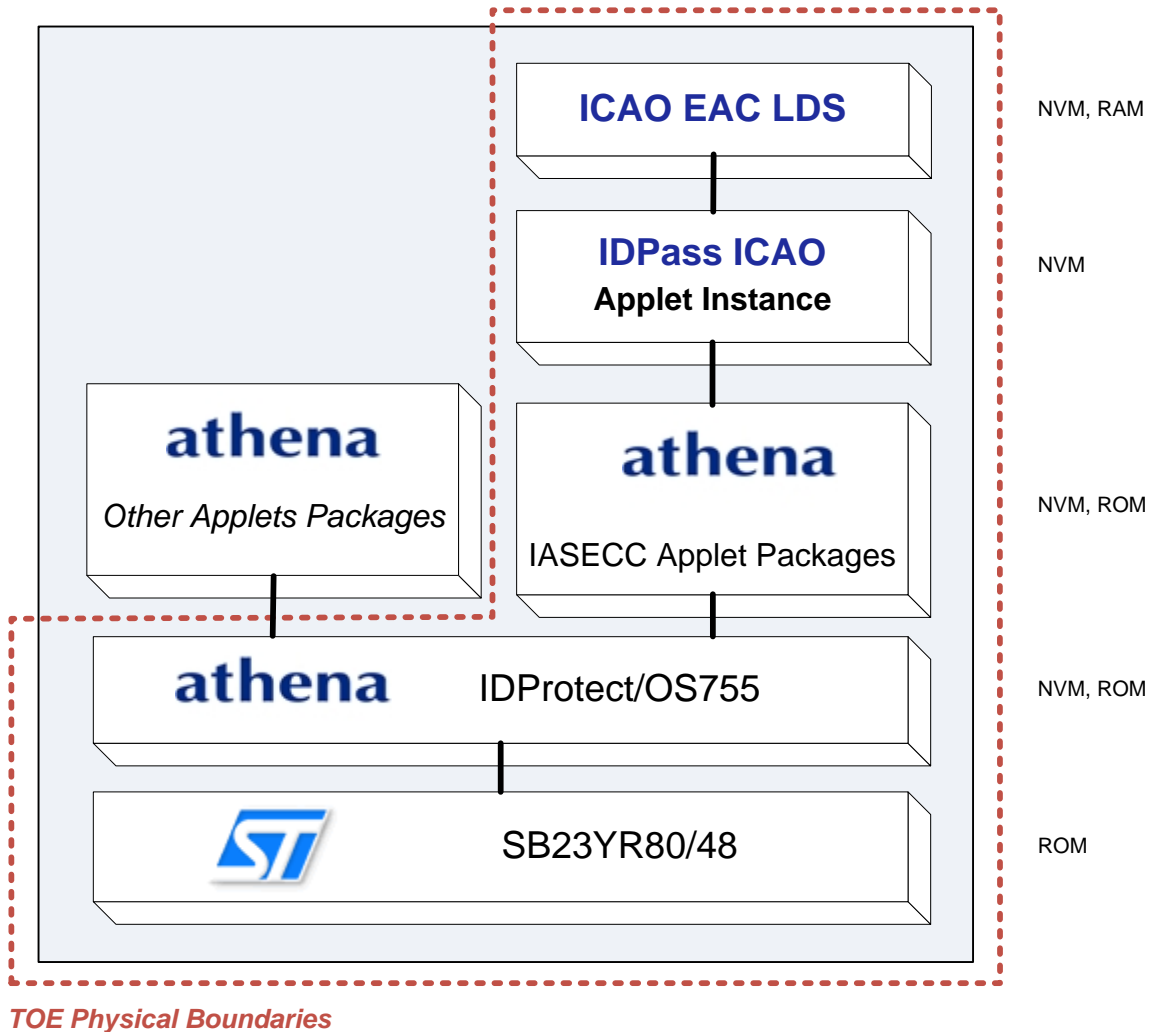 ICAO EAC LDS
NVM, RAM
IDPass ICAO
Applet Instance
NVM
athena
Other Applets Packages
athena
IASECC Applet Packages
NVM, ROM
athena IDProtect/OS755
NVM, ROM
ST SB23YR80/48
ROM
TOE Physical Boundaries